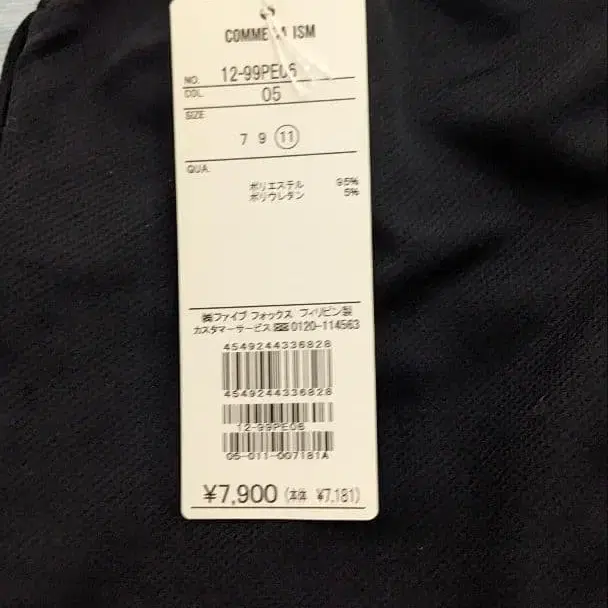 COMME ISM
NO. 12-99PE06
COL. 05
SIZE
7 9 11
QUA.
ポリエステル 95%
ポリウレタン 5%
㈱ファイブ フォックス フィリピン製
カスタマーサービス 0120-114563
4549244336828
4549244336828
12-99PE06
05-011-007181A
¥7,900 (本体 ¥7,181)